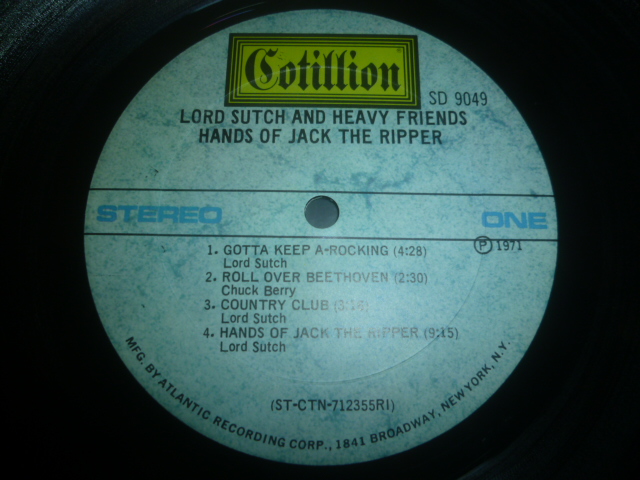 Cotillion
SD 9049
LORD SUTCH AND HEAVY FRIENDS
HANDS OF JACK THE RIPPER
STEREO
ONE
℗ 1971
1. GOTTA KEEP A-ROCKING (4:28)
Lord Sutch
2. ROLL OVER BEETHOVEN (2:30)
Chuck Berry
3. COUNTRY CLUB
Lord Sutch
4. HANDS OF JACK THE RIPPER (9:15)
Lord Sutch
(ST-CTN-712355RI)
MFG. BY ATLANTIC RECORDING CORP., 1841 BROADWAY, NEW YORK, N.Y.